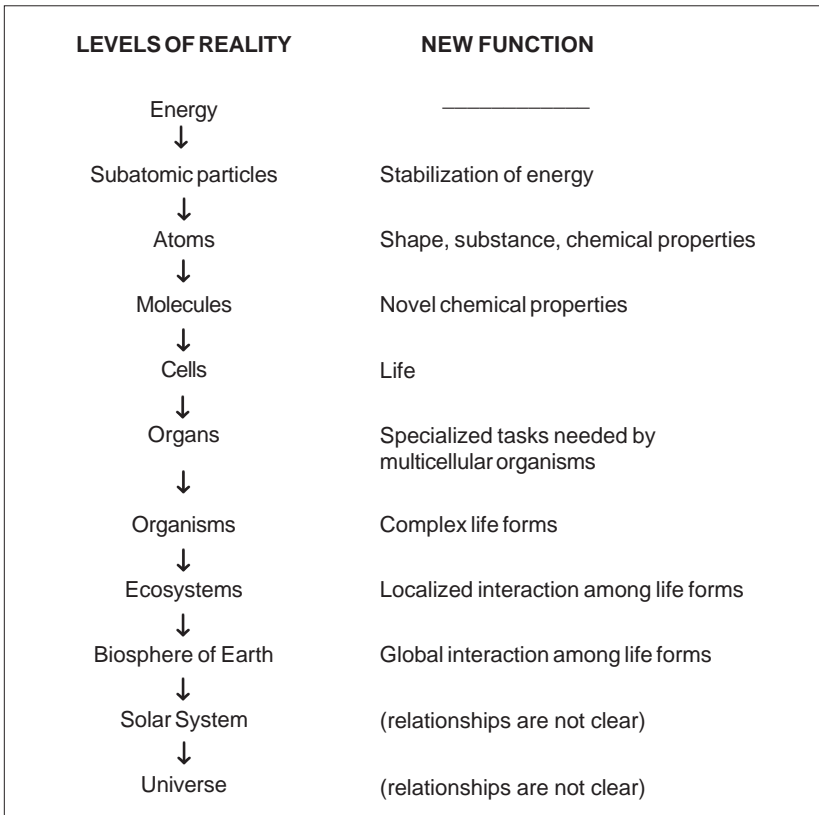 LEVELS OF REALITY NEW FUNCTION
Energy ____________
↓
Subatomic particles Stabilization of energy
↓
Atoms Shape, substance, chemical properties
↓
Molecules Novel chemical properties
↓
Cells Life
↓
Organs Specialized tasks needed by
multicellular organisms
↓
Organisms Complex life forms
↓
Ecosystems Localized interaction among life forms
↓
Biosphere of Earth Global interaction among life forms
↓
Solar System (relationships are not clear)
↓
Universe (relationships are not clear)